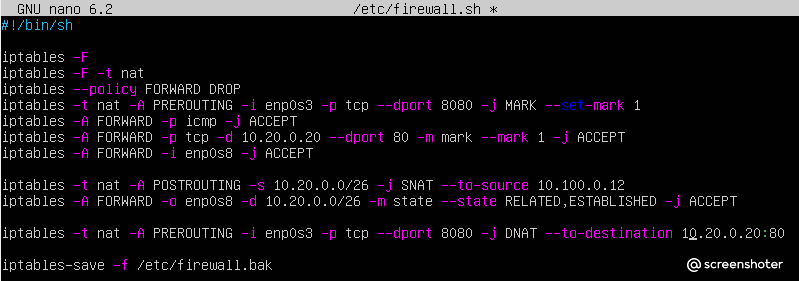 GNU nano 6.2 /etc/firewall.sh *
#!/bin/sh
iptables -F
iptables -F -t nat
iptables --policy FORWARD DROP
iptables -t nat -A PREROUTING -i enp0s3 -p tcp --dport 8080 -j MARK --set-mark 1
iptables -A FORWARD -p icmp -j ACCEPT
iptables -A FORWARD -p tcp -d 10.20.0.20 --dport 80 -m mark --mark 1 -j ACCEPT
iptables -A FORWARD -i enp0s8 -j ACCEPT
iptables -t nat -A POSTROUTING -s 10.20.0.0/26 -j SNAT --to-source 10.100.0.12
iptables -A FORWARD -o enp0s8 -d 10.20.0.0/26 -m state --state RELATED,ESTABLISHED -j ACCEPT
iptables -t nat -A PREROUTING -i enp0s3 -p tcp --dport 8080 -j DNAT --to-destination 10.20.0.20:80
iptables-save -f /etc/firewall.bak
screenshoter